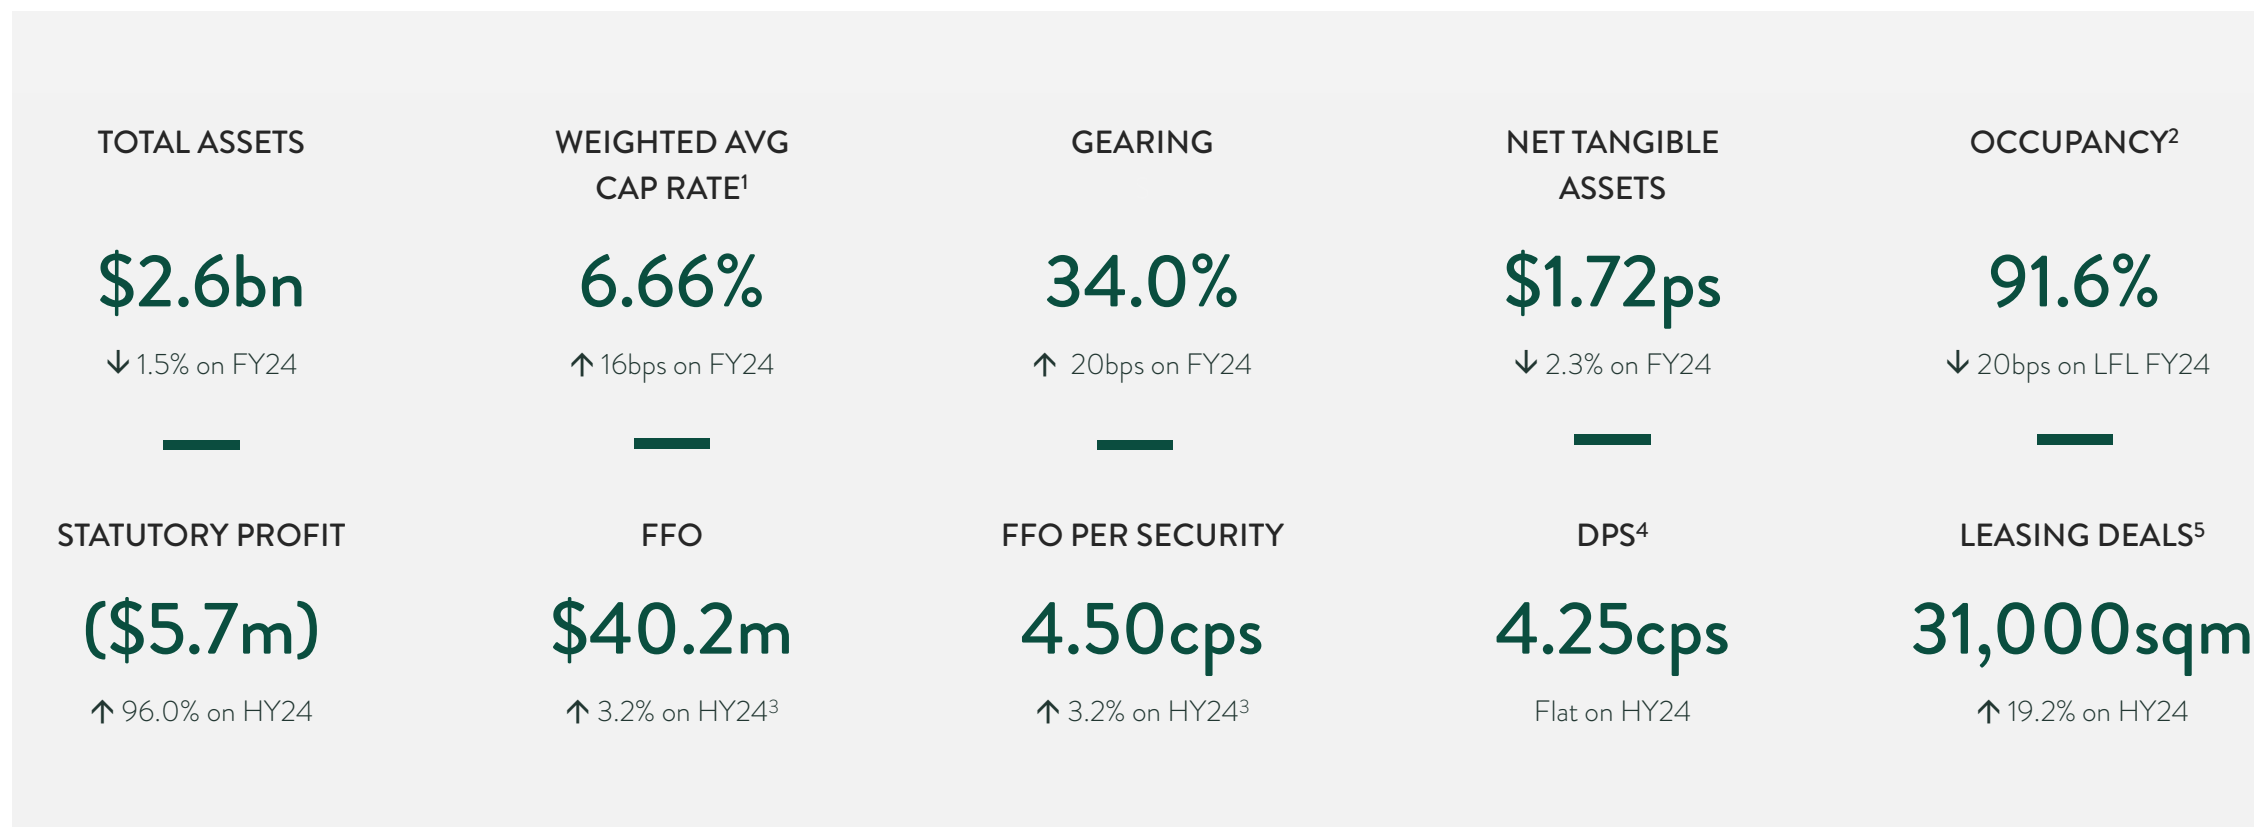 TOTAL ASSETS
$2.6bn
↓ 1.5% on FY24
WEIGHTED AVG
CAP RATE¹
6.66%
↑ 16bps on FY24
GEARING
34.0%
↑ 20bps on FY24
NET TANGIBLE
ASSETS
$1.72ps
↓ 2.3% on FY24
OCCUPANCY²
91.6%
↓ 20bps on LFL FY24
STATUTORY PROFIT
($5.7m)
↑ 96.0% on HY24
FFO
$40.2m
↑ 3.2% on HY24³
FFO PER SECURITY
4.50cps
↑ 3.2% on HY24³
DPS⁴
4.25cps
Flat on HY24
LEASING DEALS⁵
31,000sqm
↑ 19.2% on HY24